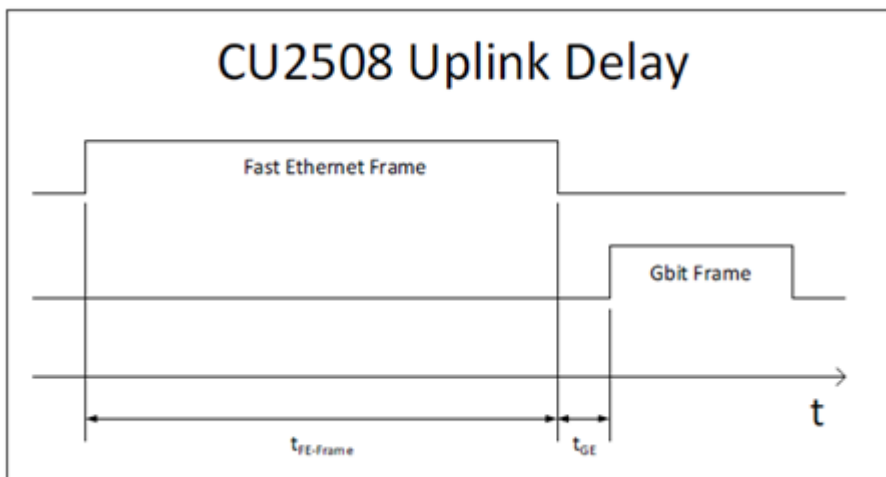 CU2508 Uplink Delay
Fast Ethernet Frame
Gbit Frame
t
tFE-Frame
tGE